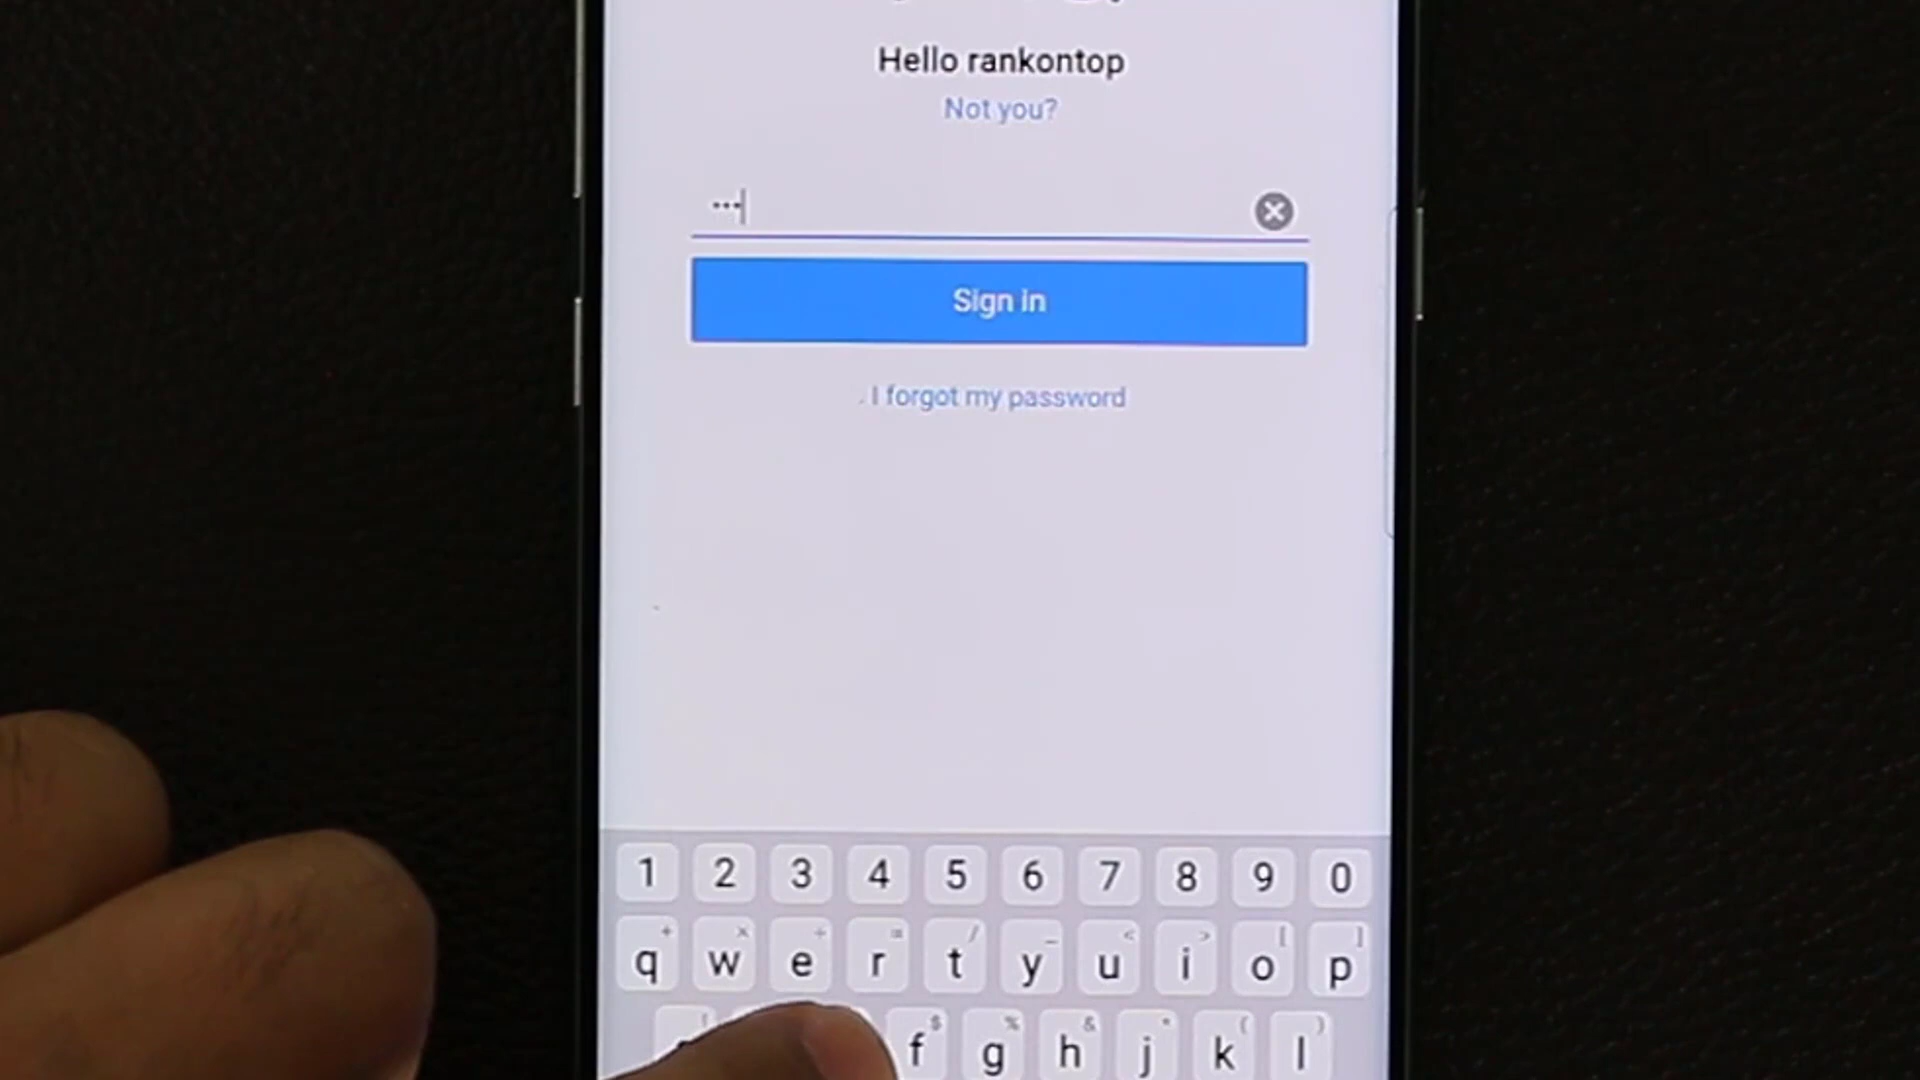 Hello rankontop
Not you?
•••
Sign in
I forgot my password
1 2 3 4 5 6 7 8 9 0
+ × ÷ = / _ < > [ ]
q w e r t y u i o p
! $ % & * ( )
f g h j k l